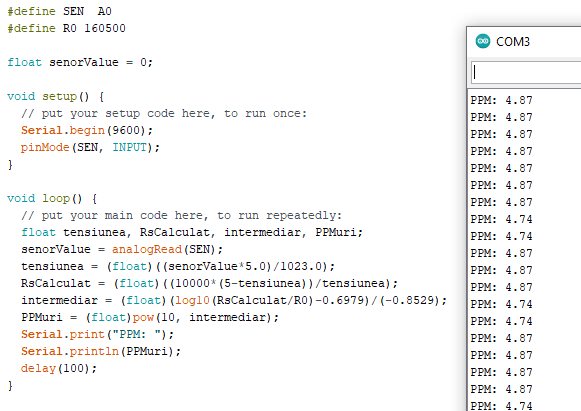 #define SEN  A0
#define R0 160500

float senorValue = 0;

void setup() {
  // put your setup code here, to run once:
  Serial.begin(9600);
  pinMode(SEN, INPUT);
}

void loop() {
  // put your main code here, to run repeatedly:
  float tensiunea, RsCalculat, intermediar, PPMuri;
  senorValue = analogRead(SEN);
  tensiunea = (float)((senorValue*5.0)/1023.0);
  RsCalculat = (float)((10000*(5-tensiunea))/tensiunea);
  intermediar = (float)(log10(RsCalculat/R0)-0.6979)/(-0.8529);
  PPMuri = (float)pow(10, intermediar);
  Serial.print("PPM: ");
  Serial.println(PPMuri);
  delay(100);
}
COM3
PPM: 4.87
PPM: 4.87
PPM: 4.87
PPM: 4.87
PPM: 4.87
PPM: 4.87
PPM: 4.87
PPM: 4.74
PPM: 4.74
PPM: 4.87
PPM: 4.87
PPM: 4.87
PPM: 4.74
PPM: 4.74
PPM: 4.87
PPM: 4.87
PPM: 4.87
PPM: 4.87
PPM: 4.74